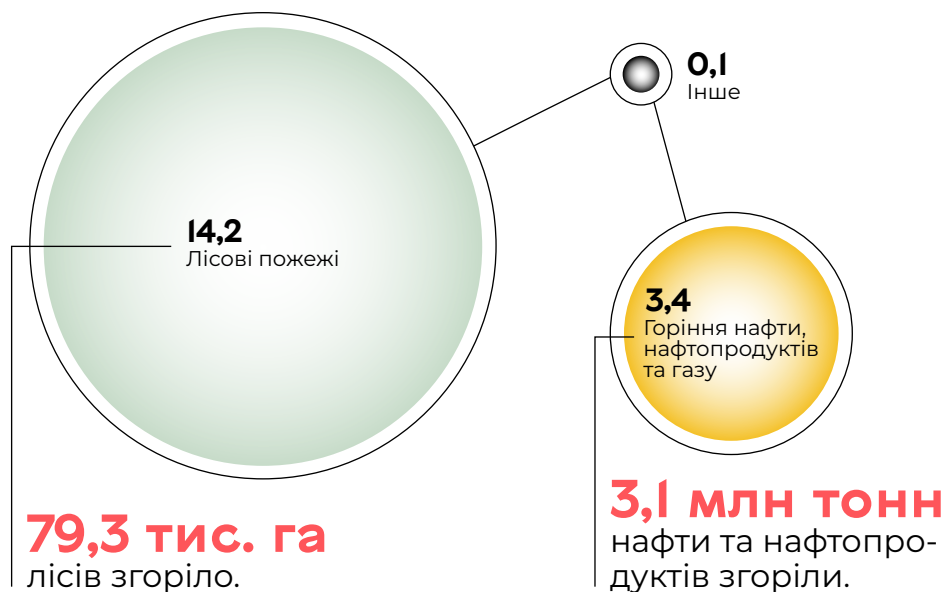 0,1
Інше
14,2
Лісові пожежі
3,4
Горіння нафти,
нафтопродуктів
та газу
79,3 тис. га
лісів згоріло.
3,1 млн тонн
нафти та нафтопро-
дуктів згоріли.